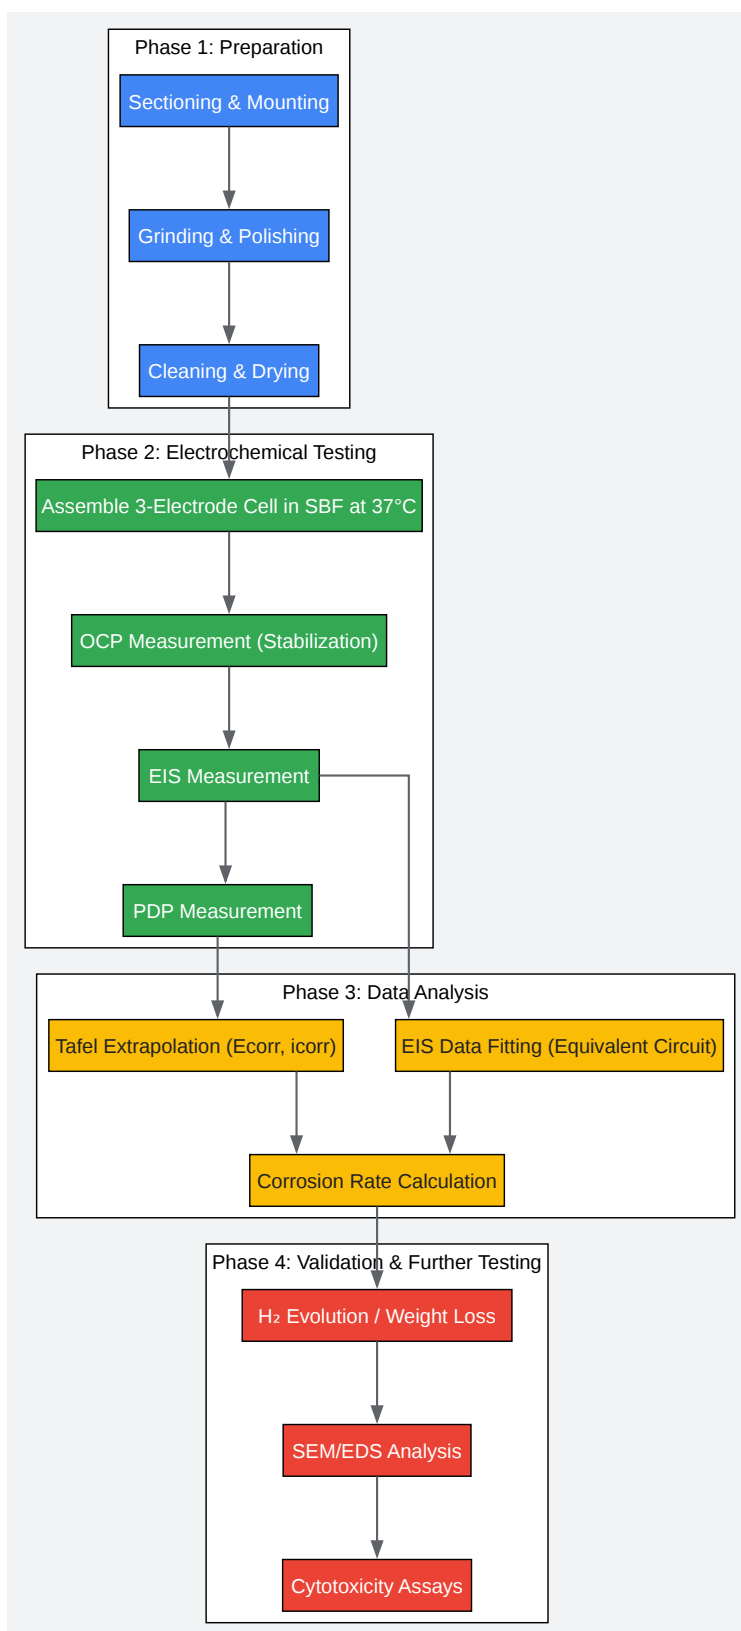 Phase 1: Preparation
Sectioning & Mounting
Grinding & Polishing
Cleaning & Drying
Phase 2: Electrochemical Testing
Assemble 3-Electrode Cell in SBF at 37°C
OCP Measurement (Stabilization)
EIS Measurement
PDP Measurement
Phase 3: Data Analysis
Tafel Extrapolation (Ecorr, icorr)
EIS Data Fitting (Equivalent Circuit)
Corrosion Rate Calculation
Phase 4: Validation & Further Testing
H₂ Evolution / Weight Loss
SEM/EDS Analysis
Cytotoxicity Assays